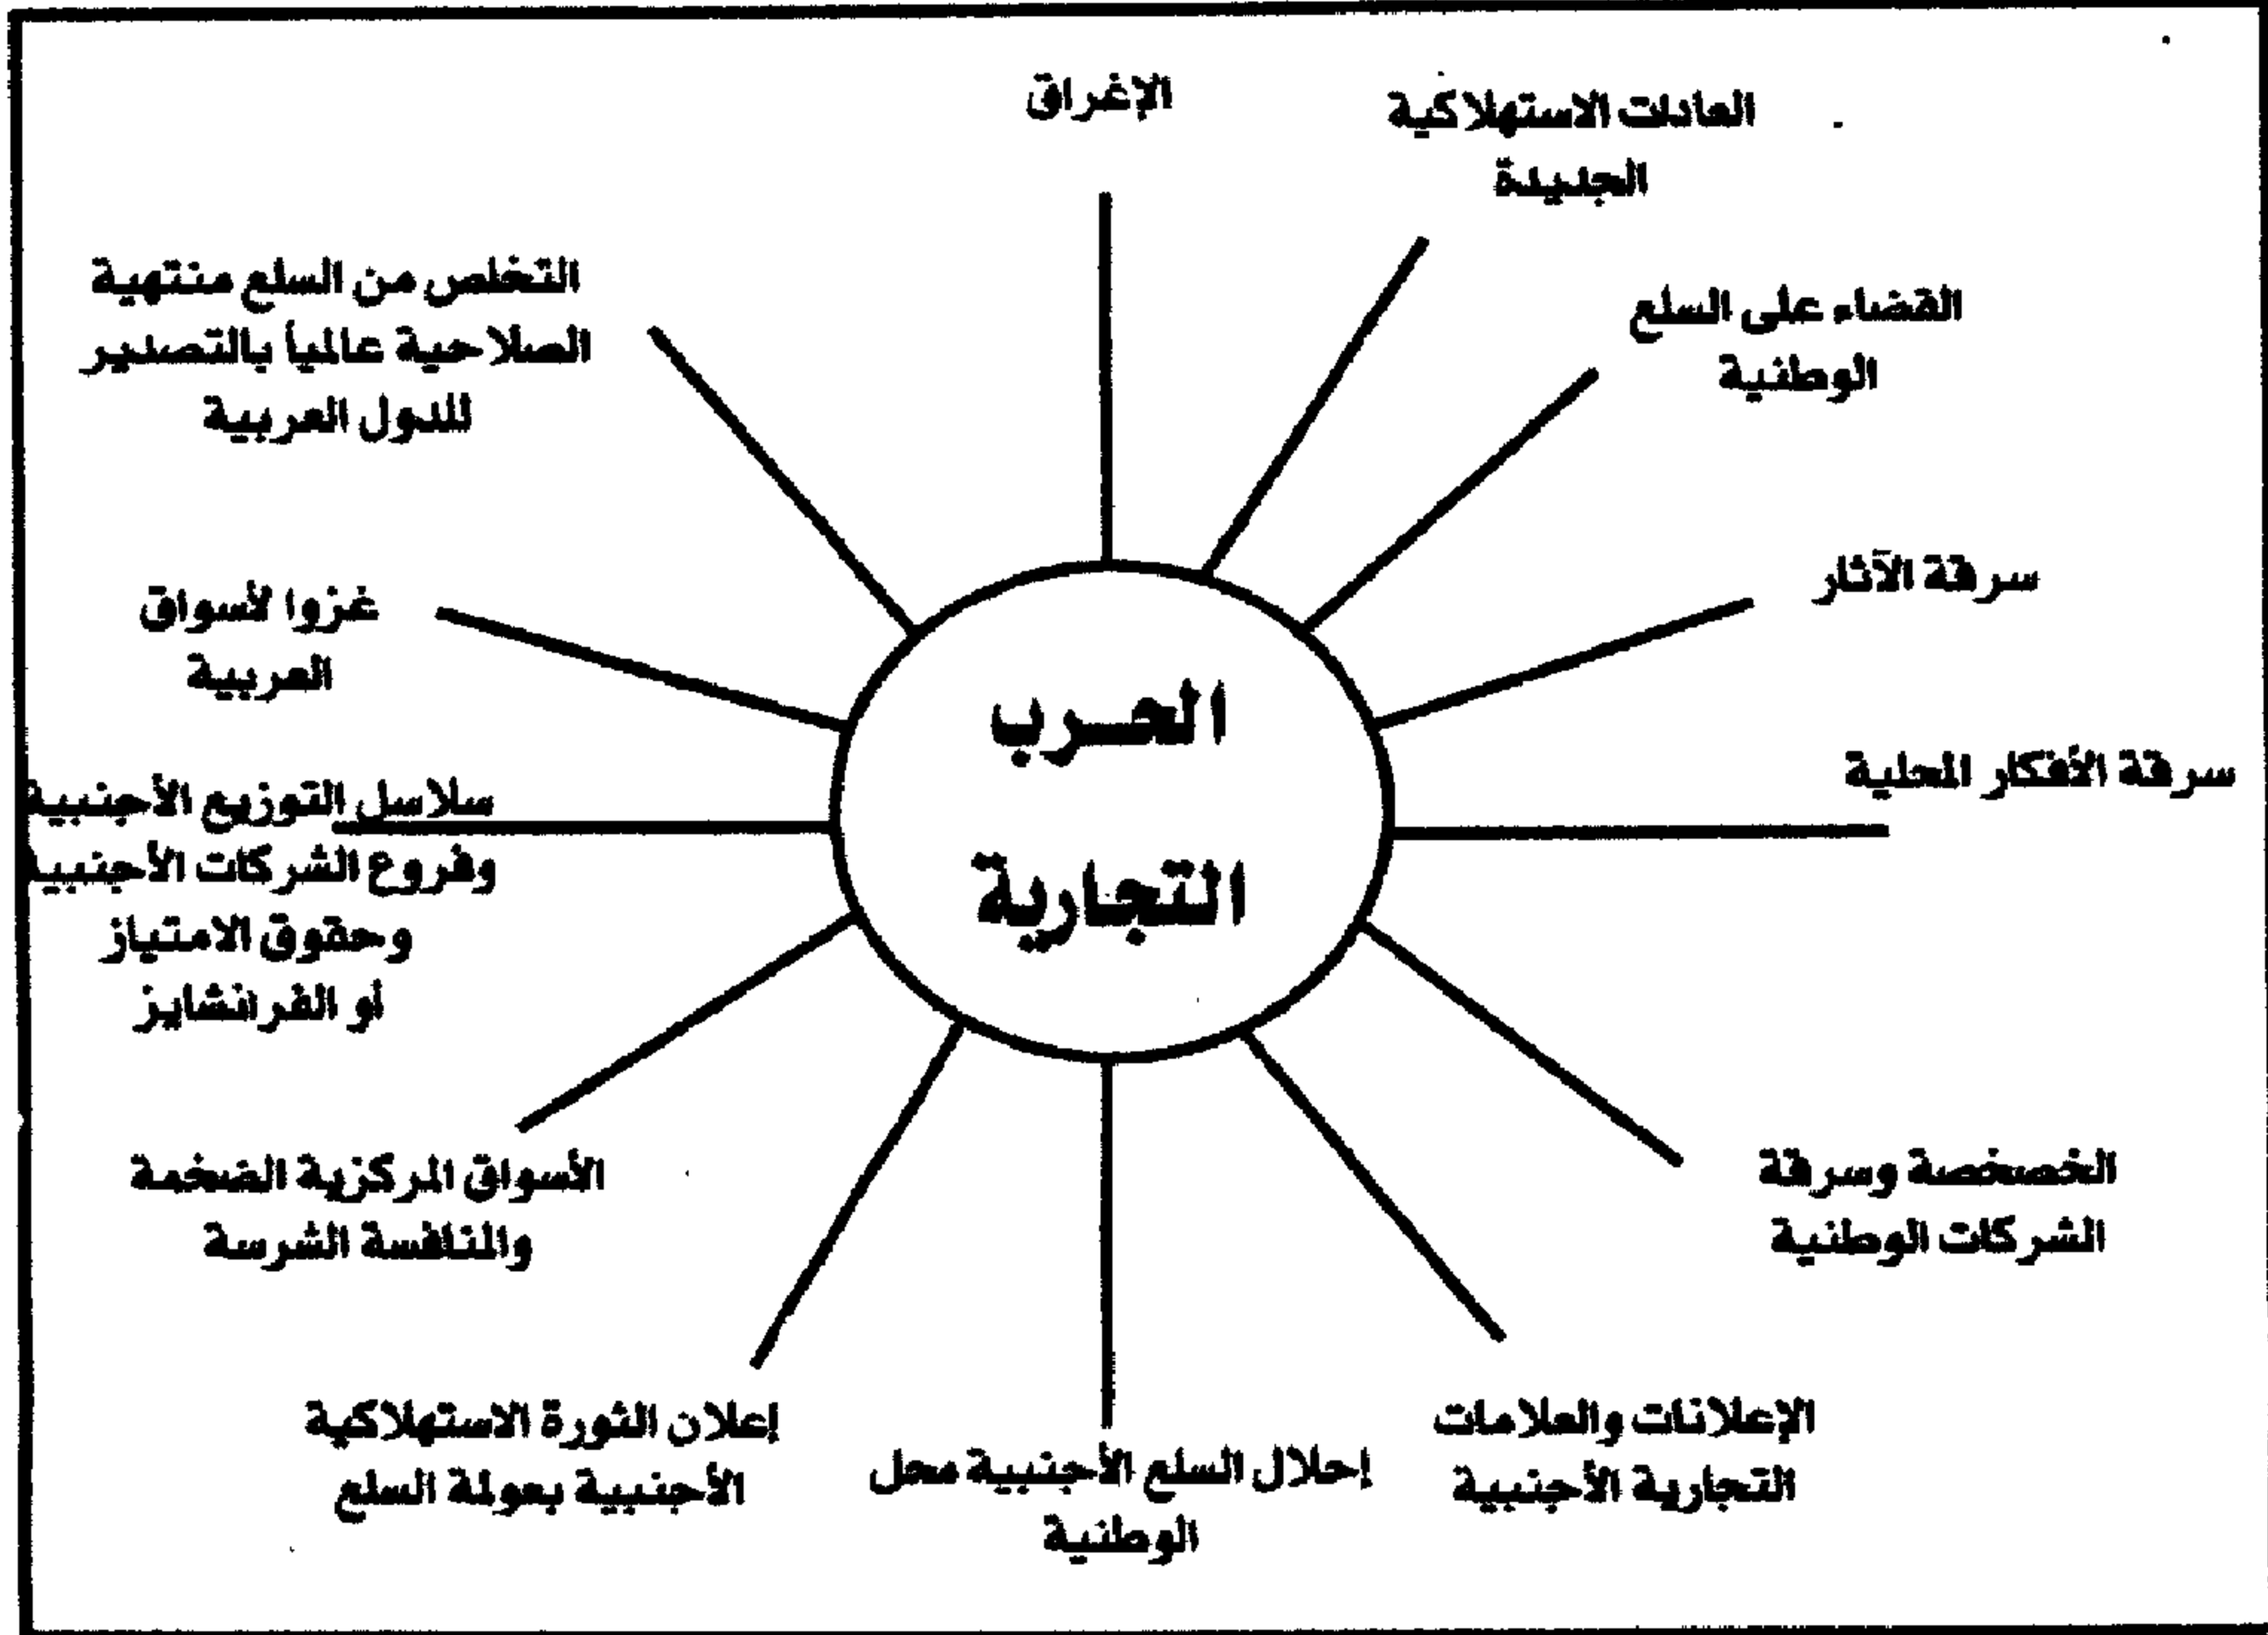 الإغراق
العادات الاستهلاكية
الجديدة
القضاء على السلع
الوطنية
سرقة الآثار
سرقة الأفكار المحلية
الخصخصة وسرقة
الشركات الوطنية
الإعلانات والعلامات
التجارية الأجنبية
إحلال السلع الأجنبية محل
الوطنية
إعلان الثورة الاستهلاكية
الأجنبية بعولمة السلع
الأسواق المركزية الضخمة
والمنافسة الشرسة
سلاسل التوزيع الأجنبية
وفروع الشركات الأجنبية
وحقوق الامتياز
أو الفرانشايز
غزوا لأسواق
العربية
التخلص من السلع منتهية
الصلاحية عالمياً بالتصدير
للدول العربية
الحرب
التجارية